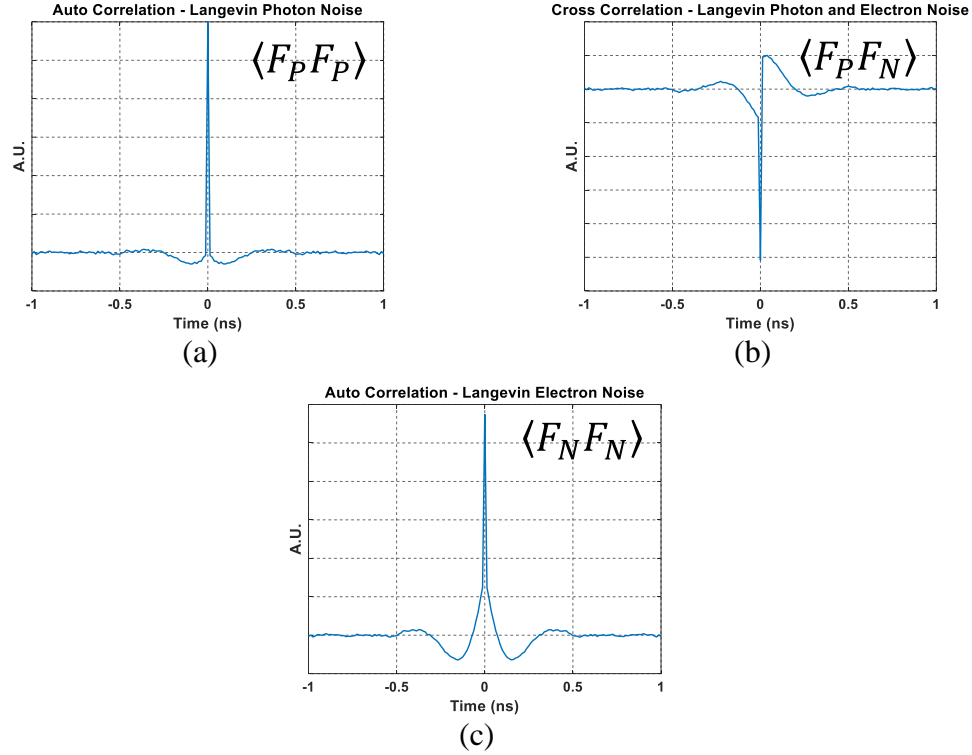 Auto Correlation - Langevin Photon Noise
⟨F_P F_P⟩
A.U.
-1 -0.5 0 0.5 1
Time (ns)
(a)
Cross Correlation - Langevin Photon and Electron Noise
⟨F_P F_N⟩
A.U.
-1 -0.5 0 0.5 1
Time (ns)
(b)
Auto Correlation - Langevin Electron Noise
⟨F_N F_N⟩
A.U.
-1 -0.5 0 0.5 1
Time (ns)
(c)